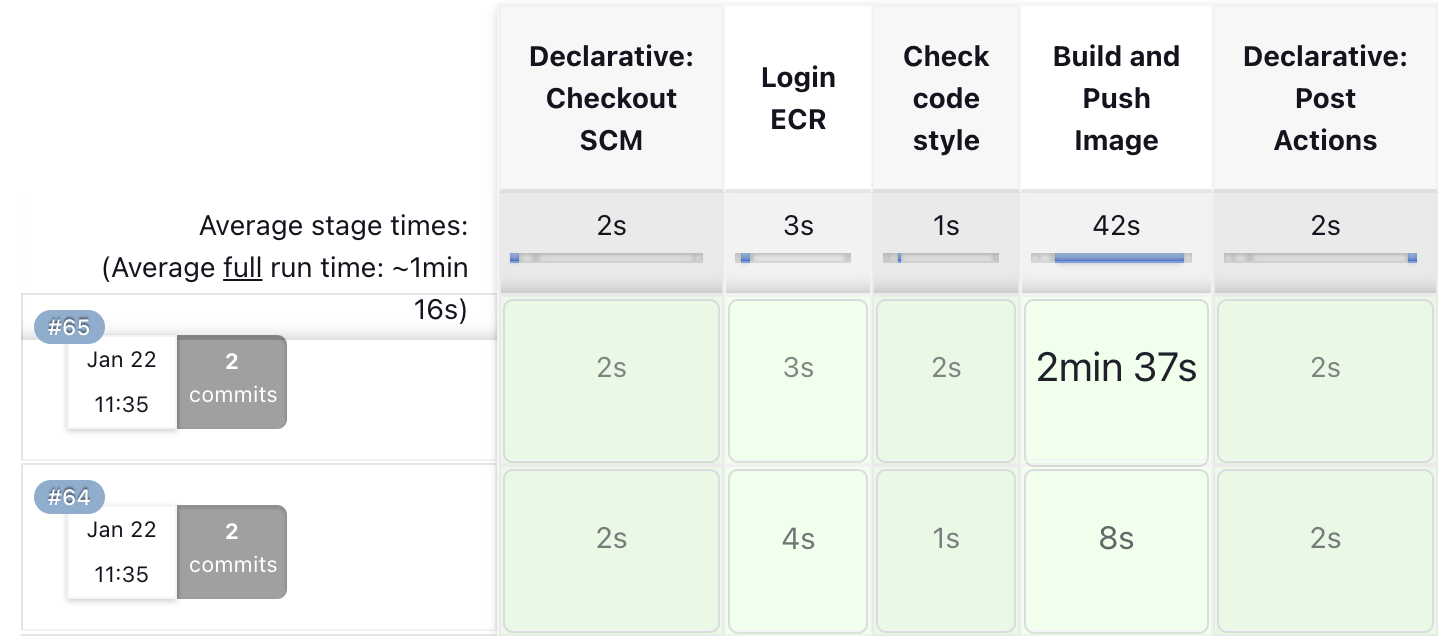 Declarative:
Checkout
SCM
Login
ECR
Check
code
style
Build and
Push
Image
Declarative:
Post
Actions
Average stage times:
(Average full run time: ~1min
16s)
2s
3s
1s
42s
2s
#65
Jan 22
11:35
2
commits
2s
3s
2s
2min 37s
2s
#64
Jan 22
11:35
2
commits
2s
4s
1s
8s
2s